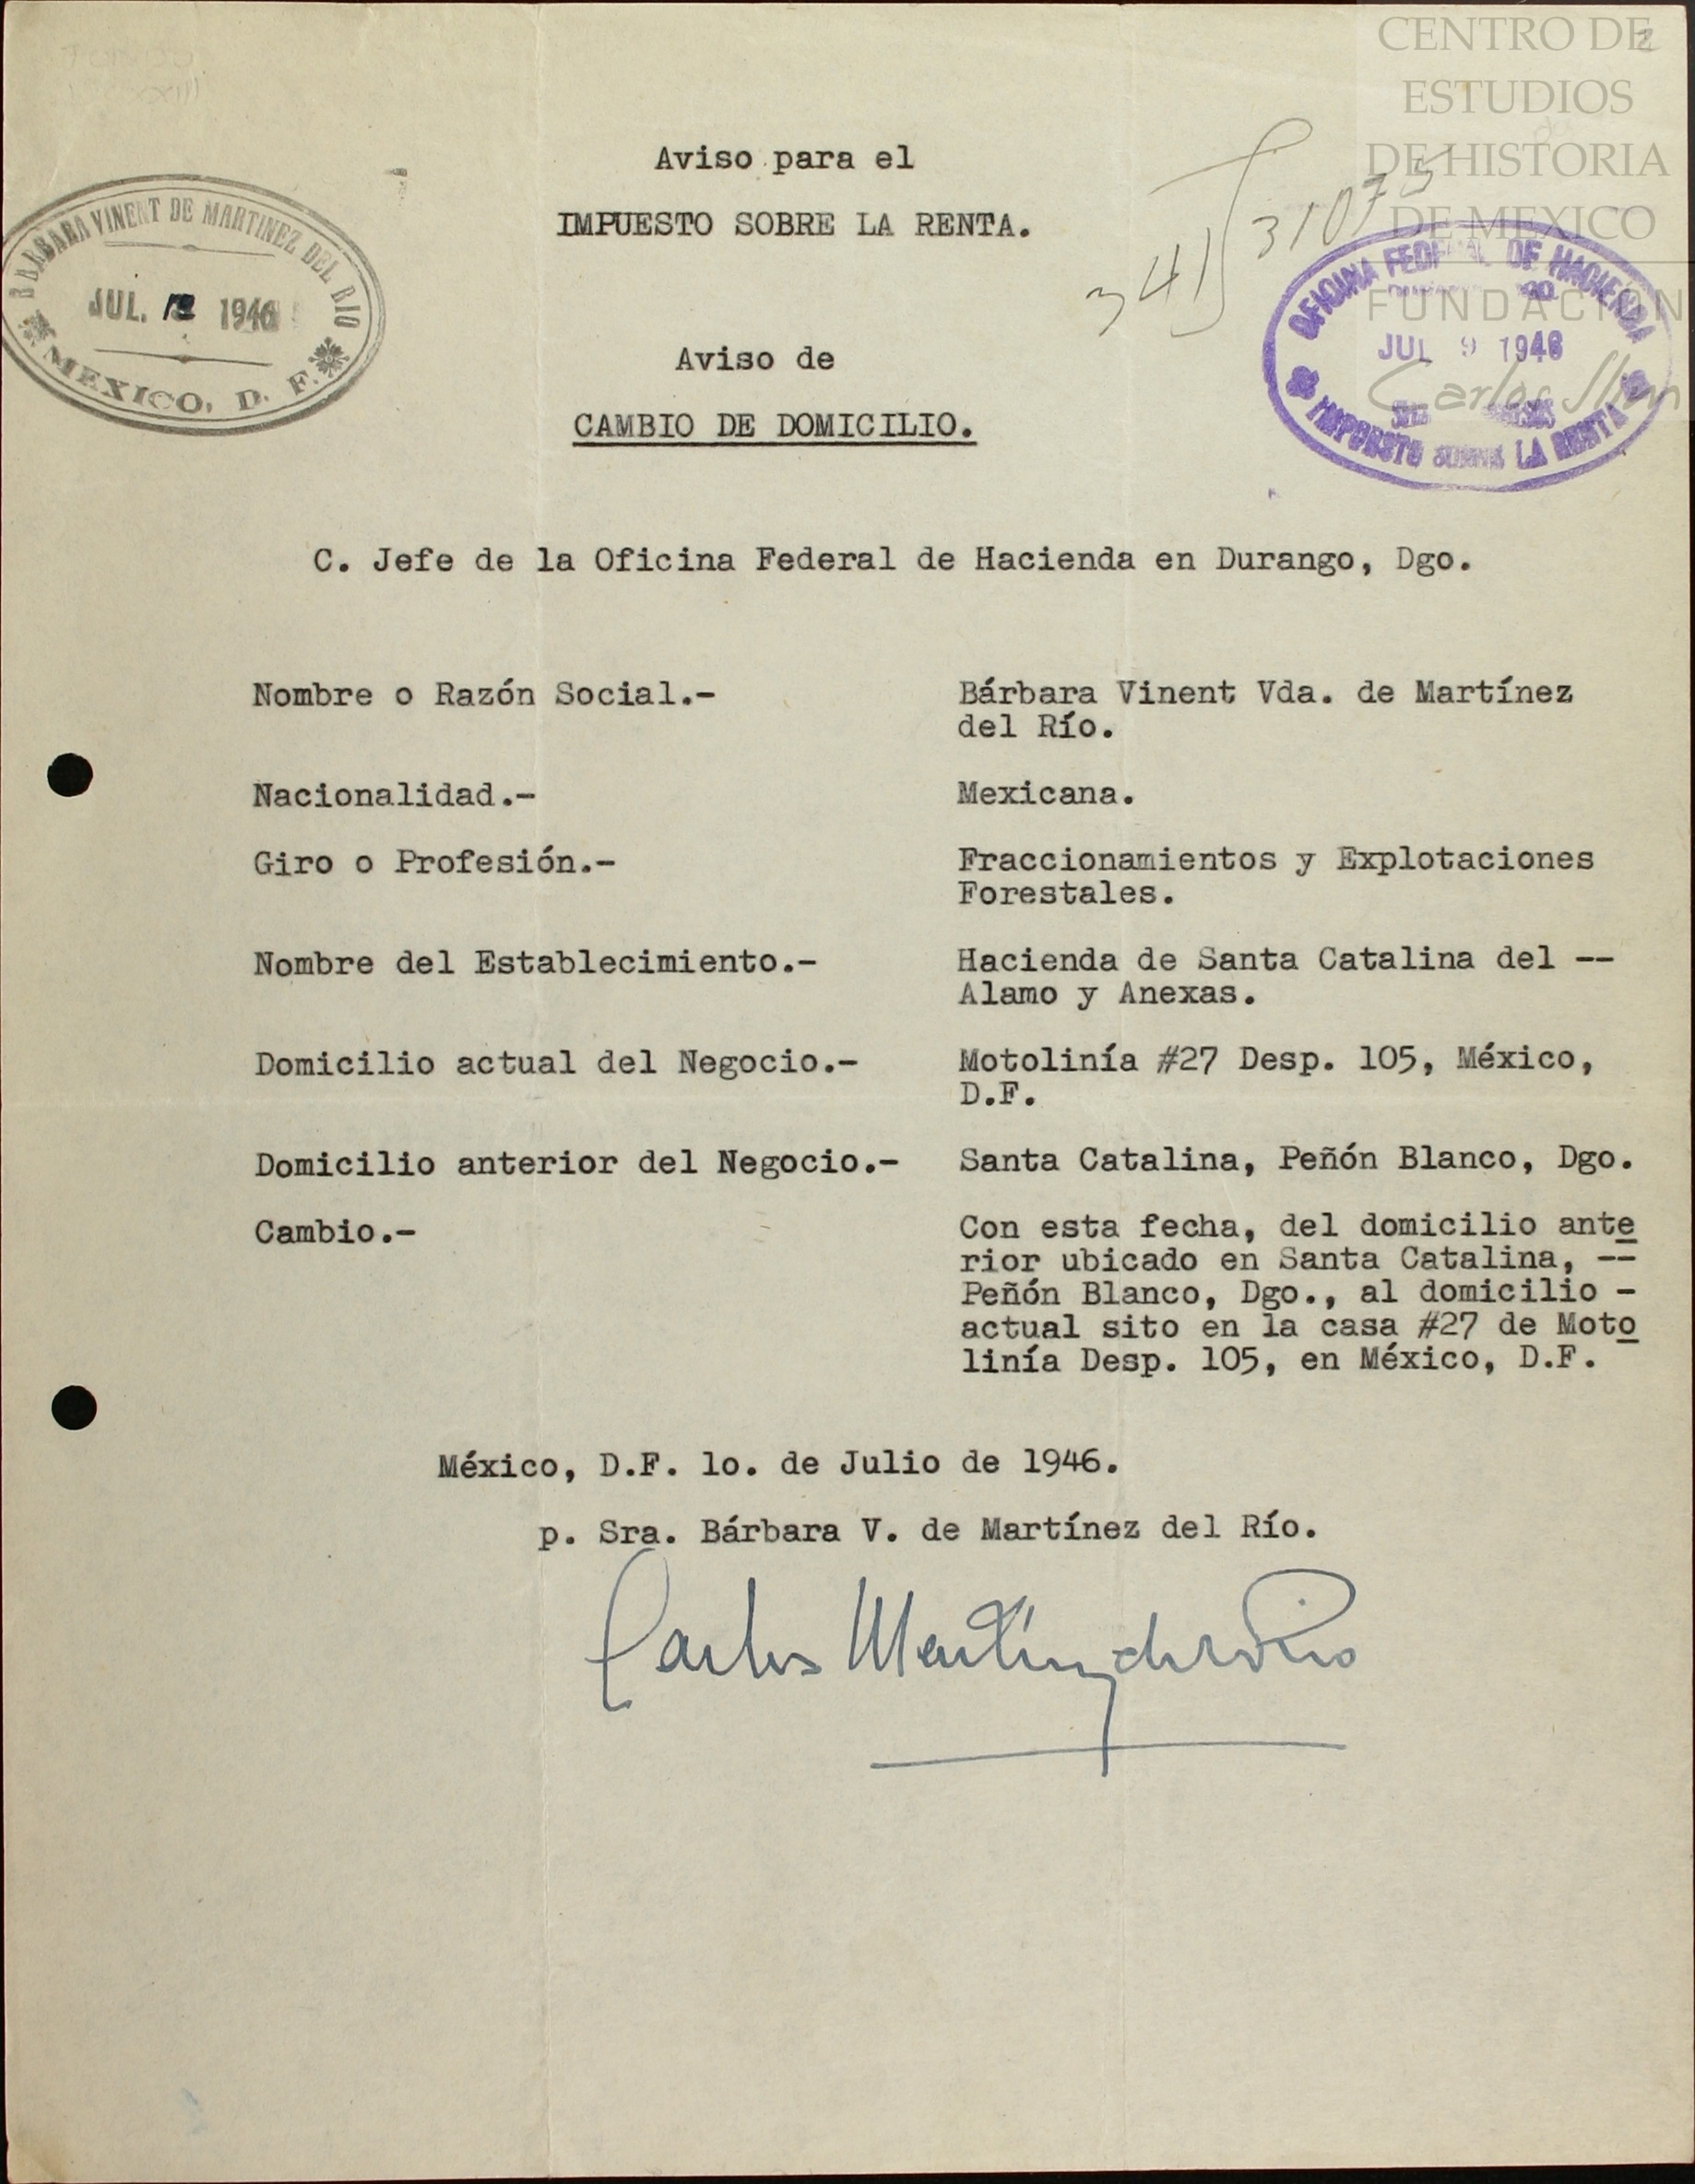 CENTRO DE
ESTUDIOS
DE HISTORIA
DE MEXICO
FUNDACION
Carlos Slim
Aviso para el
IMPUESTO SOBRE LA RENTA.
BARBARA VINENT DE MARTINEZ DEL RIO
JUL. 1946
MEXICO, D. F.
310775
OFICINA FEDERAL DE HACIENDA
JUL 9 1946
IMPUESTO SOBRE LA RENTA
Aviso de
CAMBIO DE DOMICILIO.
C. Jefe de la Oficina Federal de Hacienda en Durango, Dgo.
Nombre o Razón Social.- Bárbara Vinent Vda. de Martínez
del Río.
Nacionalidad.- Mexicana.
Giro o Profesión.- Fraccionamientos y Explotaciones
Forestales.
Nombre del Establecimiento.- Hacienda de Santa Catalina del --
Alamo y Anexas.
Domicilio actual del Negocio.- Motolinía #27 Desp. 105, México,
D.F.
Domicilio anterior del Negocio.- Santa Catalina, Peñón Blanco, Dgo.
Cambio.- Con esta fecha, del domicilio ante
rior ubicado en Santa Catalina, --
Peñón Blanco, Dgo., al domicilio -
actual sito en la casa #27 de Moto
linía Desp. 105, en México, D.F.
México, D.F. 1o. de Julio de 1946.
p. Sra. Bárbara V. de Martínez del Río.
Carlos Martínez del Río